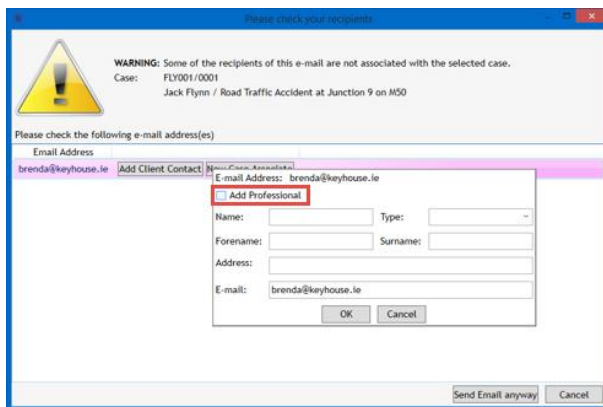 Please check your recipients
WARNING: Some of the recipients of this e-mail are not associated with the selected case.
Case: FLY001/0001
Jack Flynn / Road Traffic Accident at Junction 9 on M50
Please check the following e-mail address(es)
Email Address
brenda@keyhouse.ie Add Client Contact New Case Associate
E-mail Address: brenda@keyhouse.ie
Add Professional
Name: Type:
Forename: Surname:
Address:
E-mail: brenda@keyhouse.ie
OK Cancel
Send Email anyway Cancel